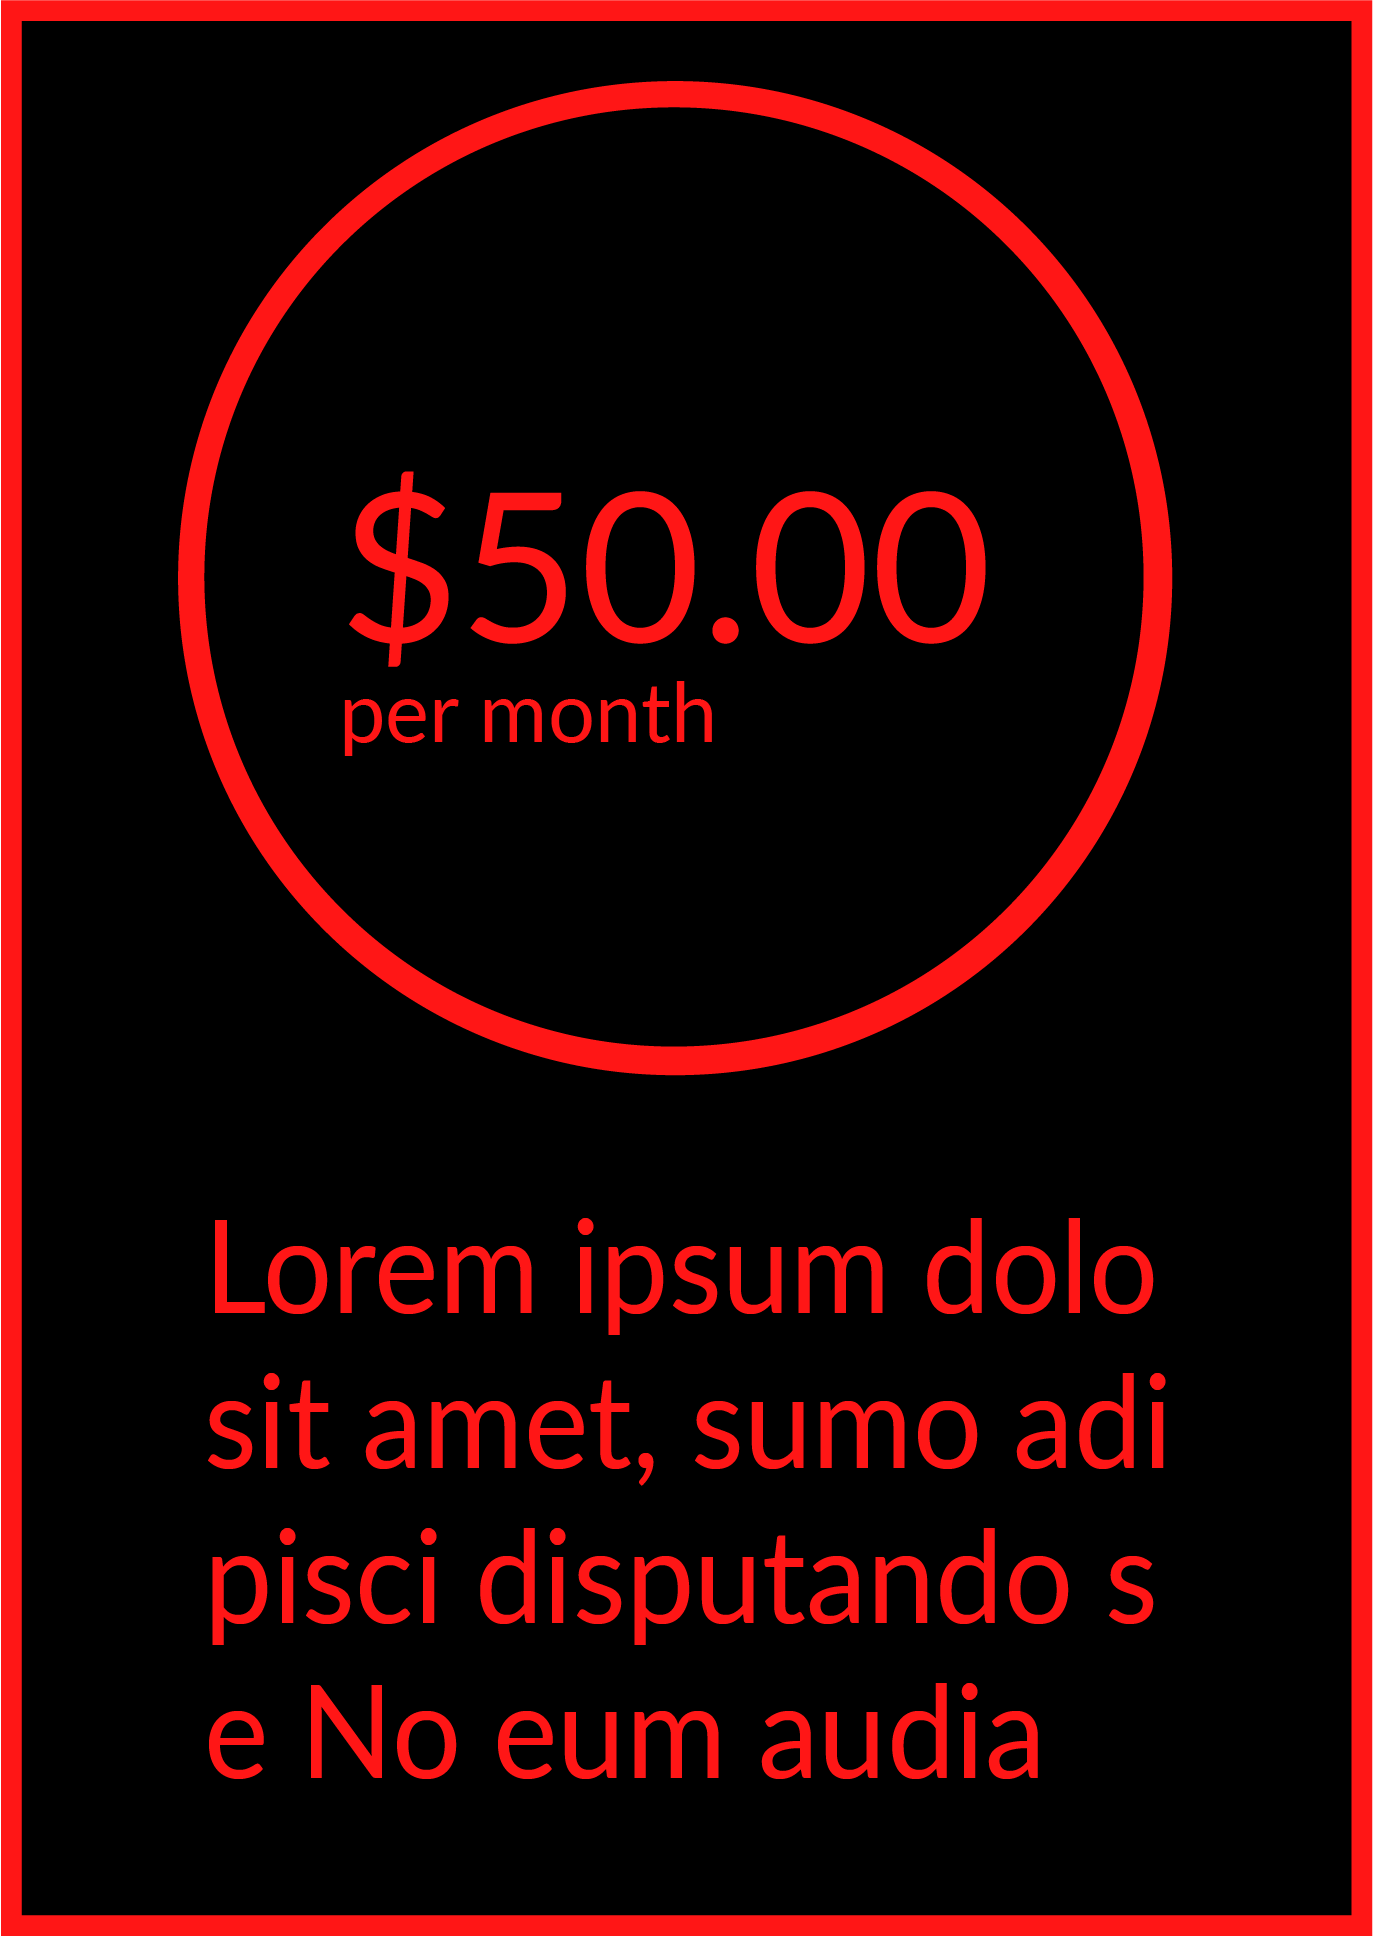 $50.00
per month
Lorem ipsum dolo
sit amet, sumo adi
pisci disputando s
e No eum audia